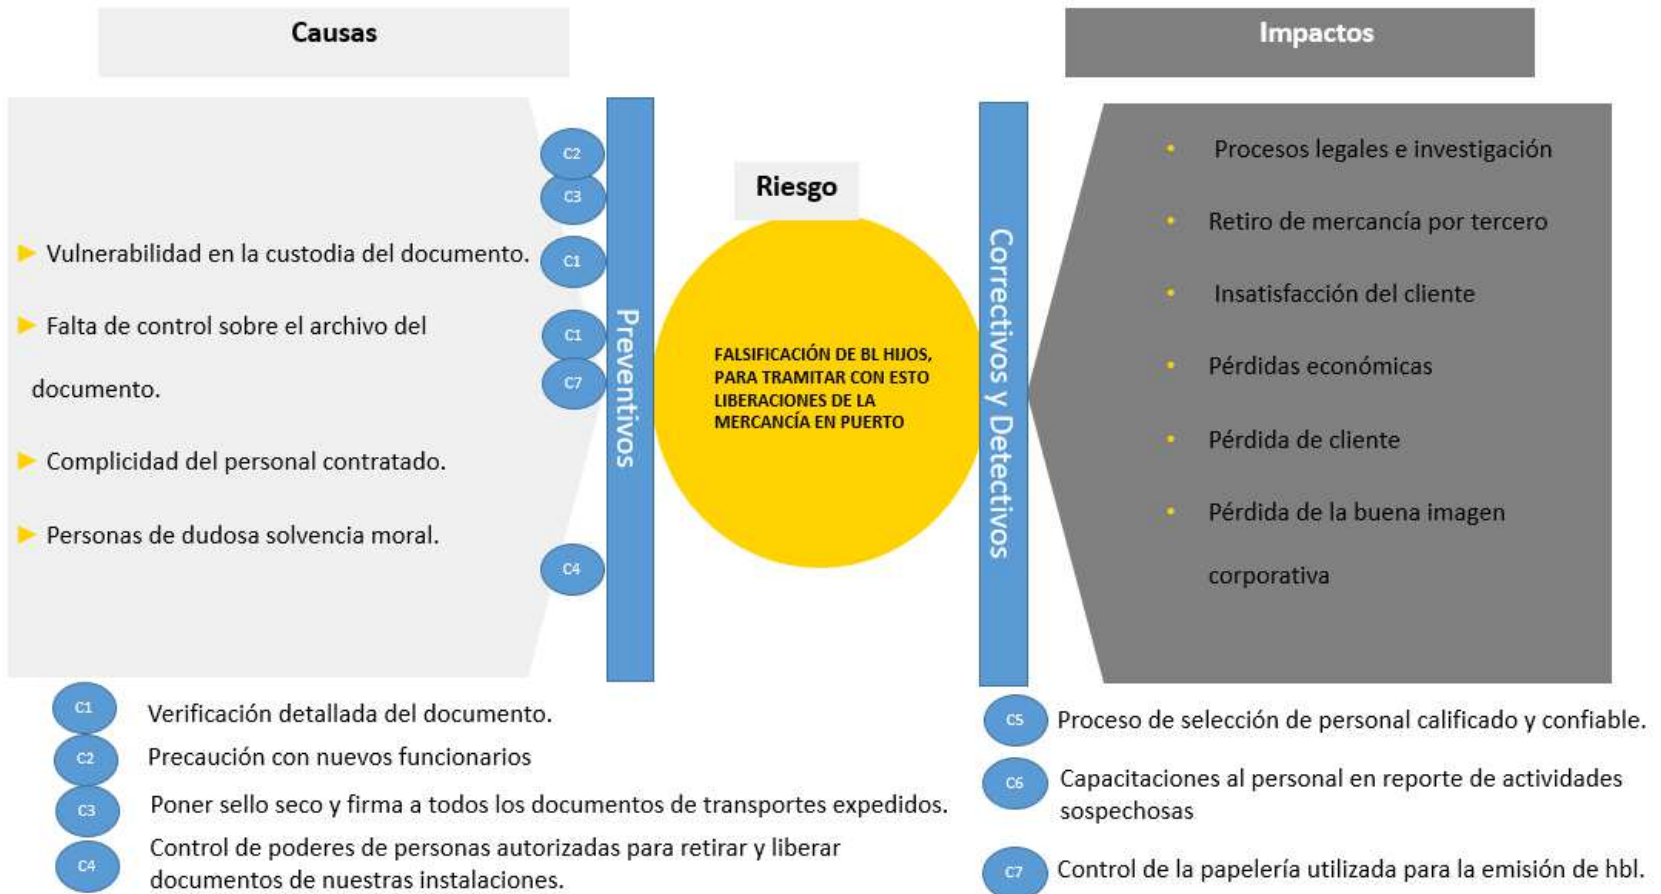 Causas
Impactos
C2
C3
C1
C1
C7
C4
Vulnerabilidad en la custodia del documento.
Falta de control sobre el archivo del
documento.
Complicidad del personal contratado.
Personas de dudosa solvencia moral.
Preventivos
Riesgo
FALSIFICACIÓN DE BL HIJOS,
PARA TRAMITAR CON ESTO
LIBERACIONES DE LA
MERCANCÍA EN PUERTO
Correctivos y Detectivos
Procesos legales e investigación
Retiro de mercancía por tercero
Insatisfacción del cliente
Pérdidas económicas
Pérdida de cliente
Pérdida de la buena imagen
corporativa
C1 Verificación detallada del documento.
C2 Precaución con nuevos funcionarios
C3 Poner sello seco y firma a todos los documentos de transportes expedidos.
C4 Control de poderes de personas autorizadas para retirar y liberar
documentos de nuestras instalaciones.
C5 Proceso de selección de personal calificado y confiable.
C6 Capacitaciones al personal en reporte de actividades
sospechosas
C7 Control de la papelería utilizada para la emisión de hbl.